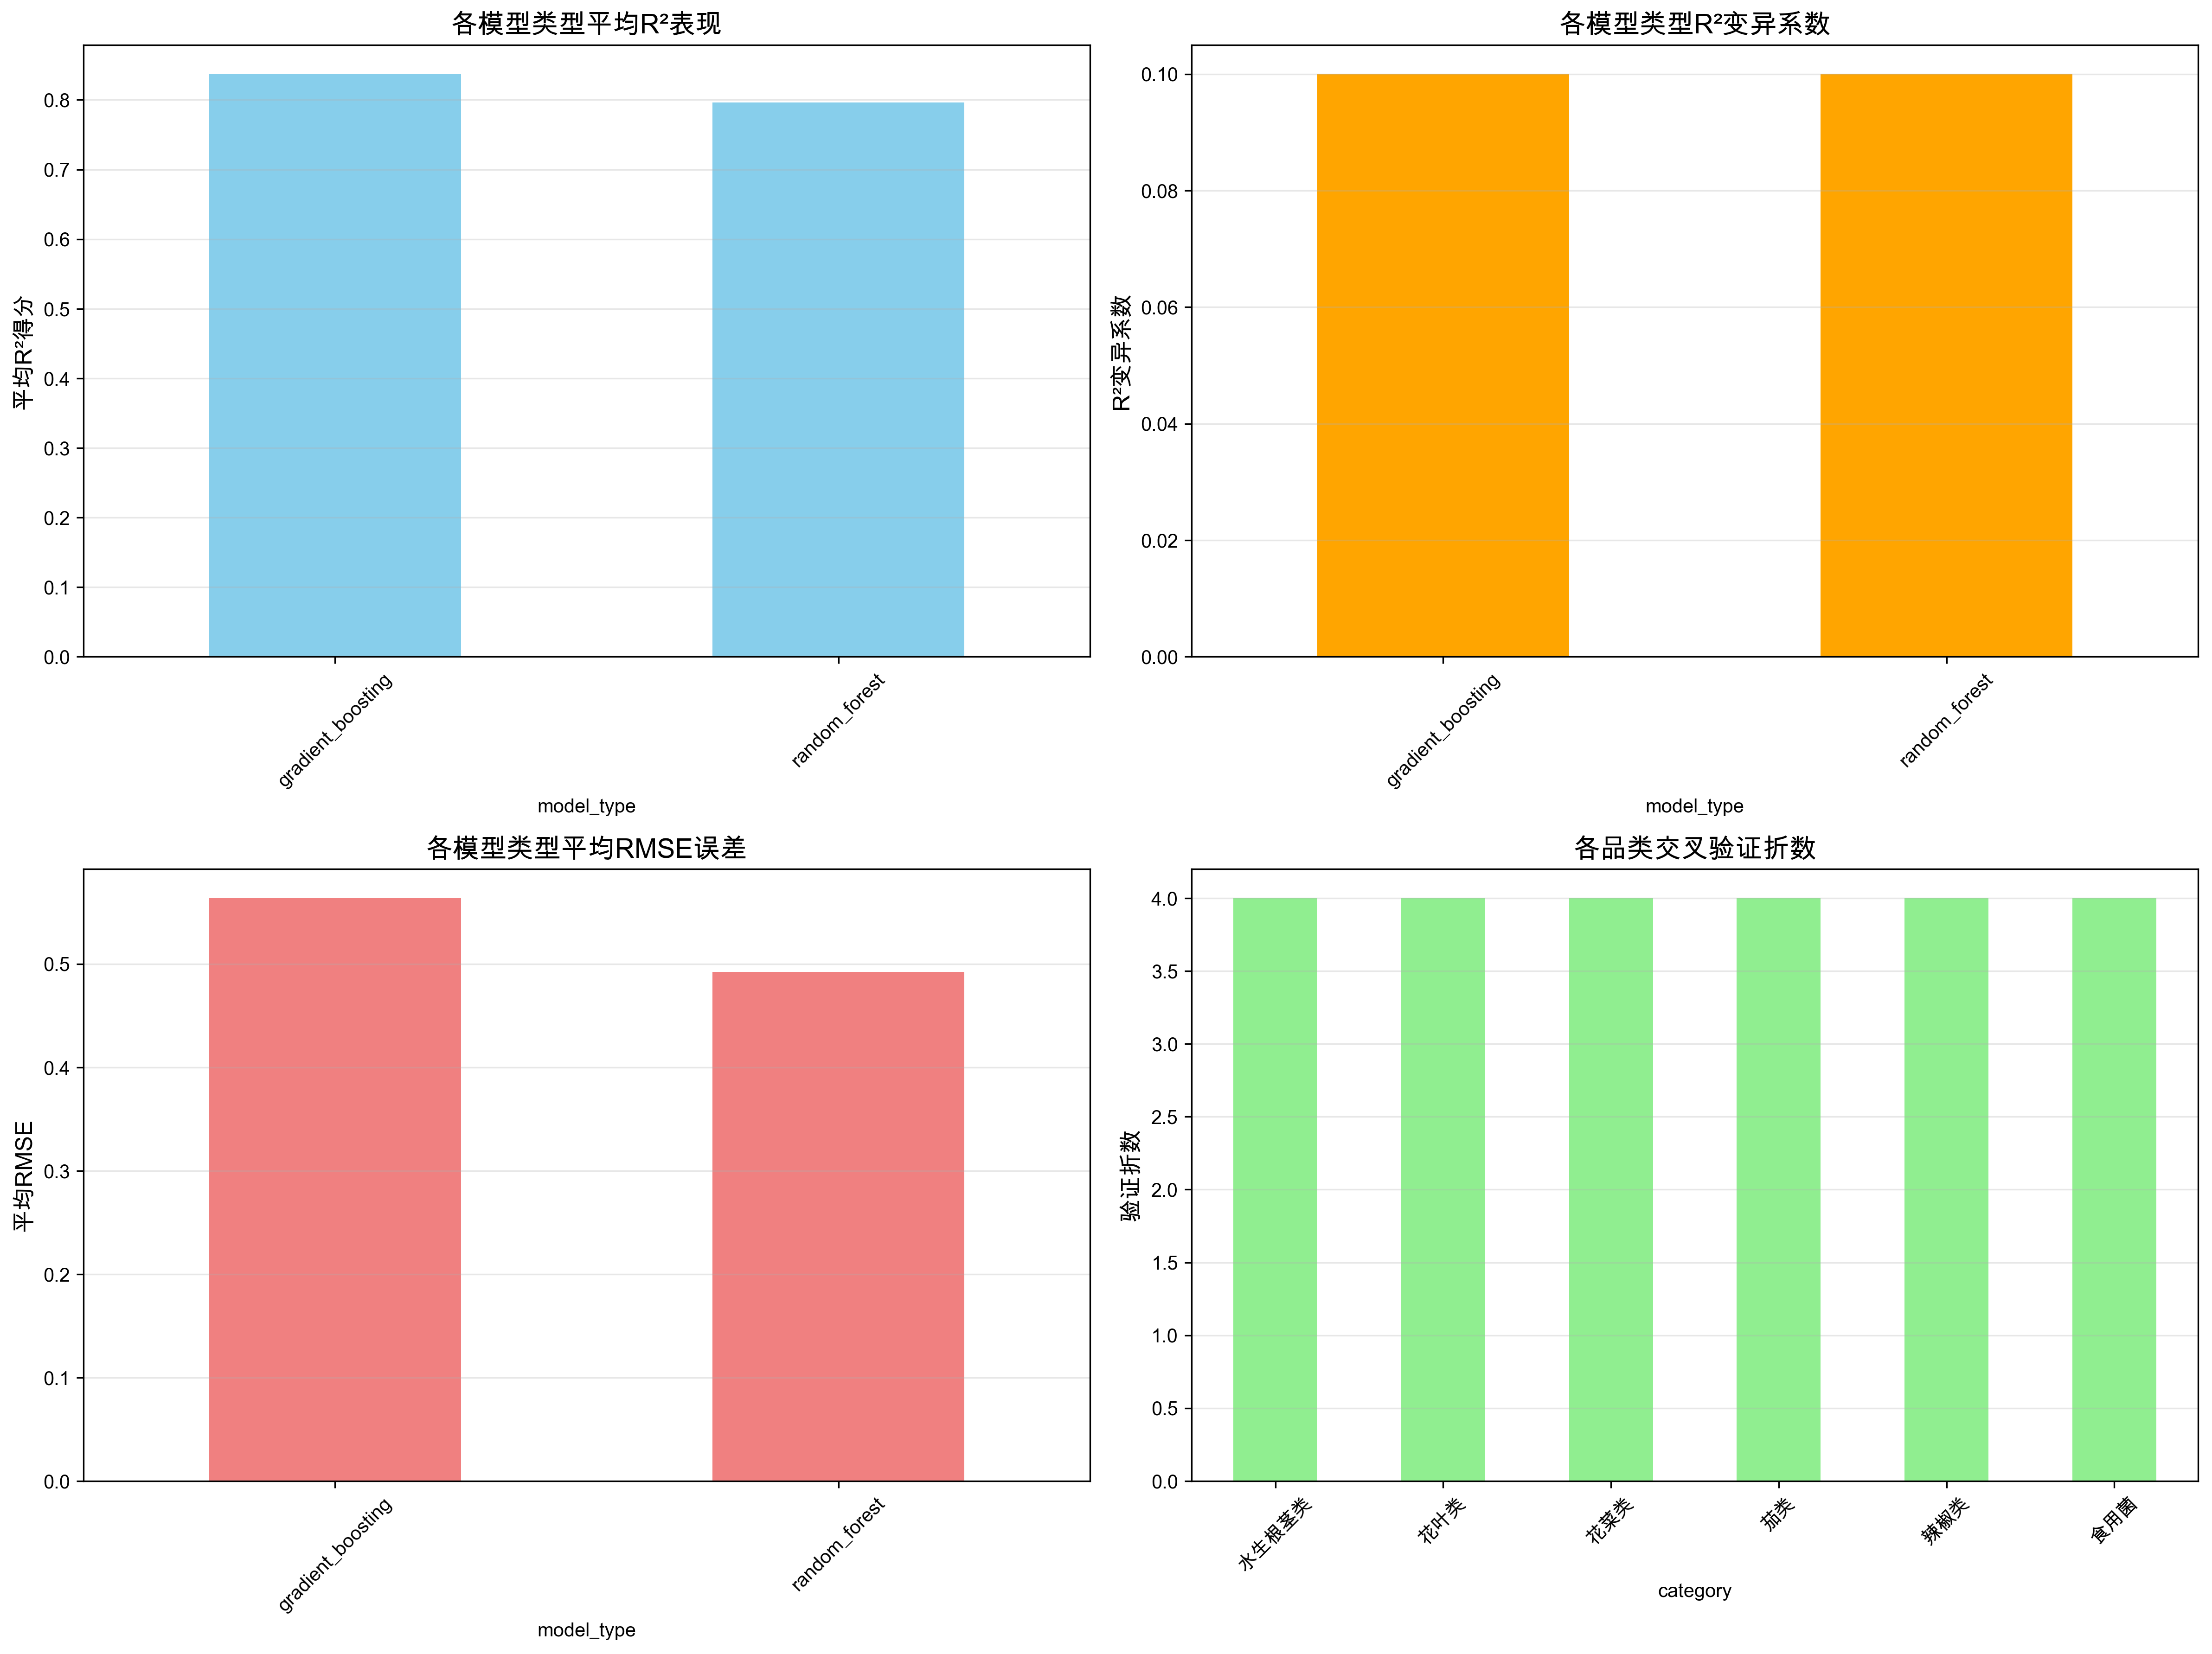 各模型类型平均R²表现
平均R²得分
0.8
0.7
0.6
0.5
0.4
0.3
0.2
0.1
0.0
gradient_boosting
random_forest
model_type
各模型类型R²变异系数
R²变异系数
0.10
0.08
0.06
0.04
0.02
0.00
gradient_boosting
random_forest
model_type
各模型类型平均RMSE误差
平均RMSE
0.5
0.4
0.3
0.2
0.1
0.0
gradient_boosting
random_forest
model_type
各品类交叉验证折数
验证折数
4.0
3.5
3.0
2.5
2.0
1.5
1.0
0.5
0.0
水生根茎类
花叶类
花菜类
茄类
辣椒类
食用菌
category